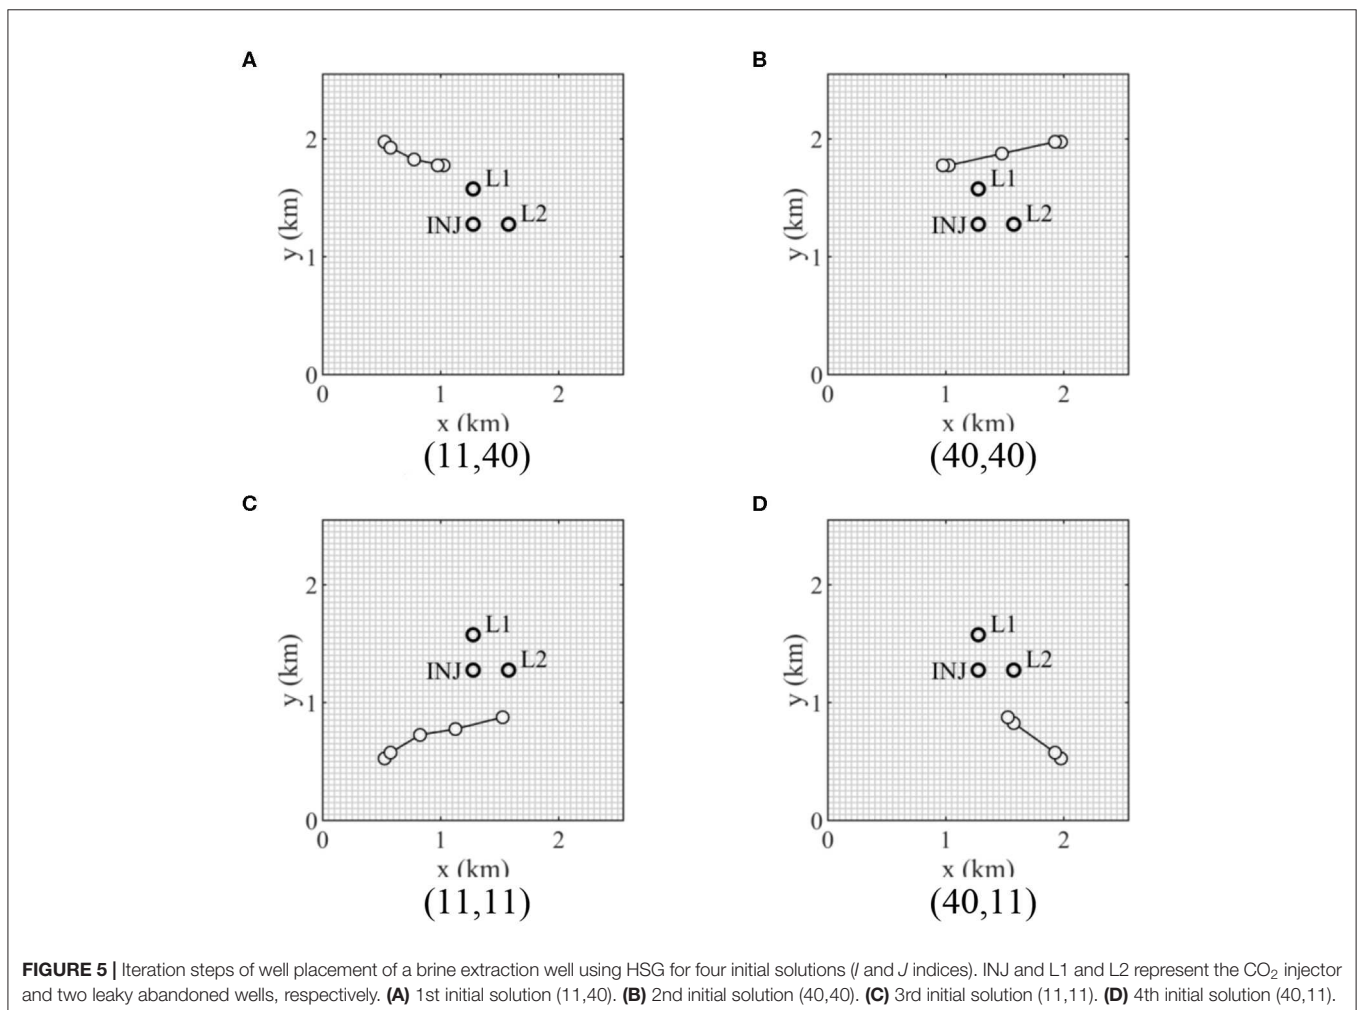 A
2
1
0
y (km)
L1
INJ
L2
0
1
2
x (km)
(11,40)
B
2
1
0
y (km)
L1
INJ
L2
0
1
2
x (km)
(40,40)
C
2
1
0
y (km)
L1
INJ
L2
0
1
2
x (km)
(11,11)
D
2
1
0
y (km)
L1
INJ
L2
0
1
2
x (km)
(40,11)
FIGURE 5 | Iteration steps of well placement of a brine extraction well using HSG for four initial solutions (I and J indices). INJ and L1 and L2 represent the CO₂ injector
and two leaky abandoned wells, respectively. (A) 1st initial solution (11,40). (B) 2nd initial solution (40,40). (C) 3rd initial solution (11,11). (D) 4th initial solution (40,11).